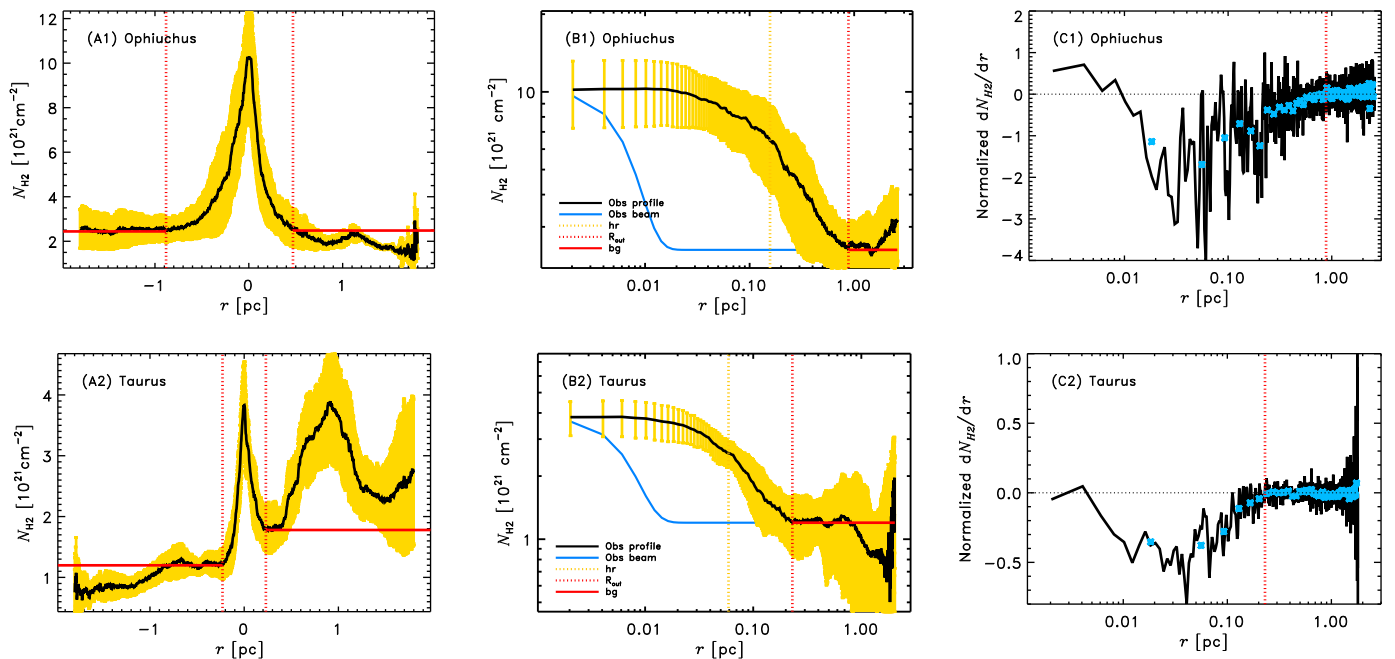 (A1) Ophiuchus
N_H2 [10^21 cm^−2]
12
10
8
6
4
2
−1
0
1
r [pc]
(B1) Ophiuchus
N_H2 [10^21 cm^−2]
10
Obs profile
Obs beam
hr
R_out
bg
0.01
0.10
1.00
r [pc]
(C1) Ophiuchus
Normalized dN_H2/dr
2
1
0
−1
−2
−3
−4
0.01
0.10
1.00
r [pc]
(A2) Taurus
N_H2 [10^21 cm^−2]
4
3
2
1
−1
0
1
r [pc]
(B2) Taurus
N_H2 [10^21 cm^−2]
1
Obs profile
Obs beam
hr
R_out
bg
0.01
0.10
1.00
r [pc]
(C2) Taurus
Normalized dN_H2/dr
1.0
0.5
0.0
−0.5
0.01
0.10
1.00
r [pc]